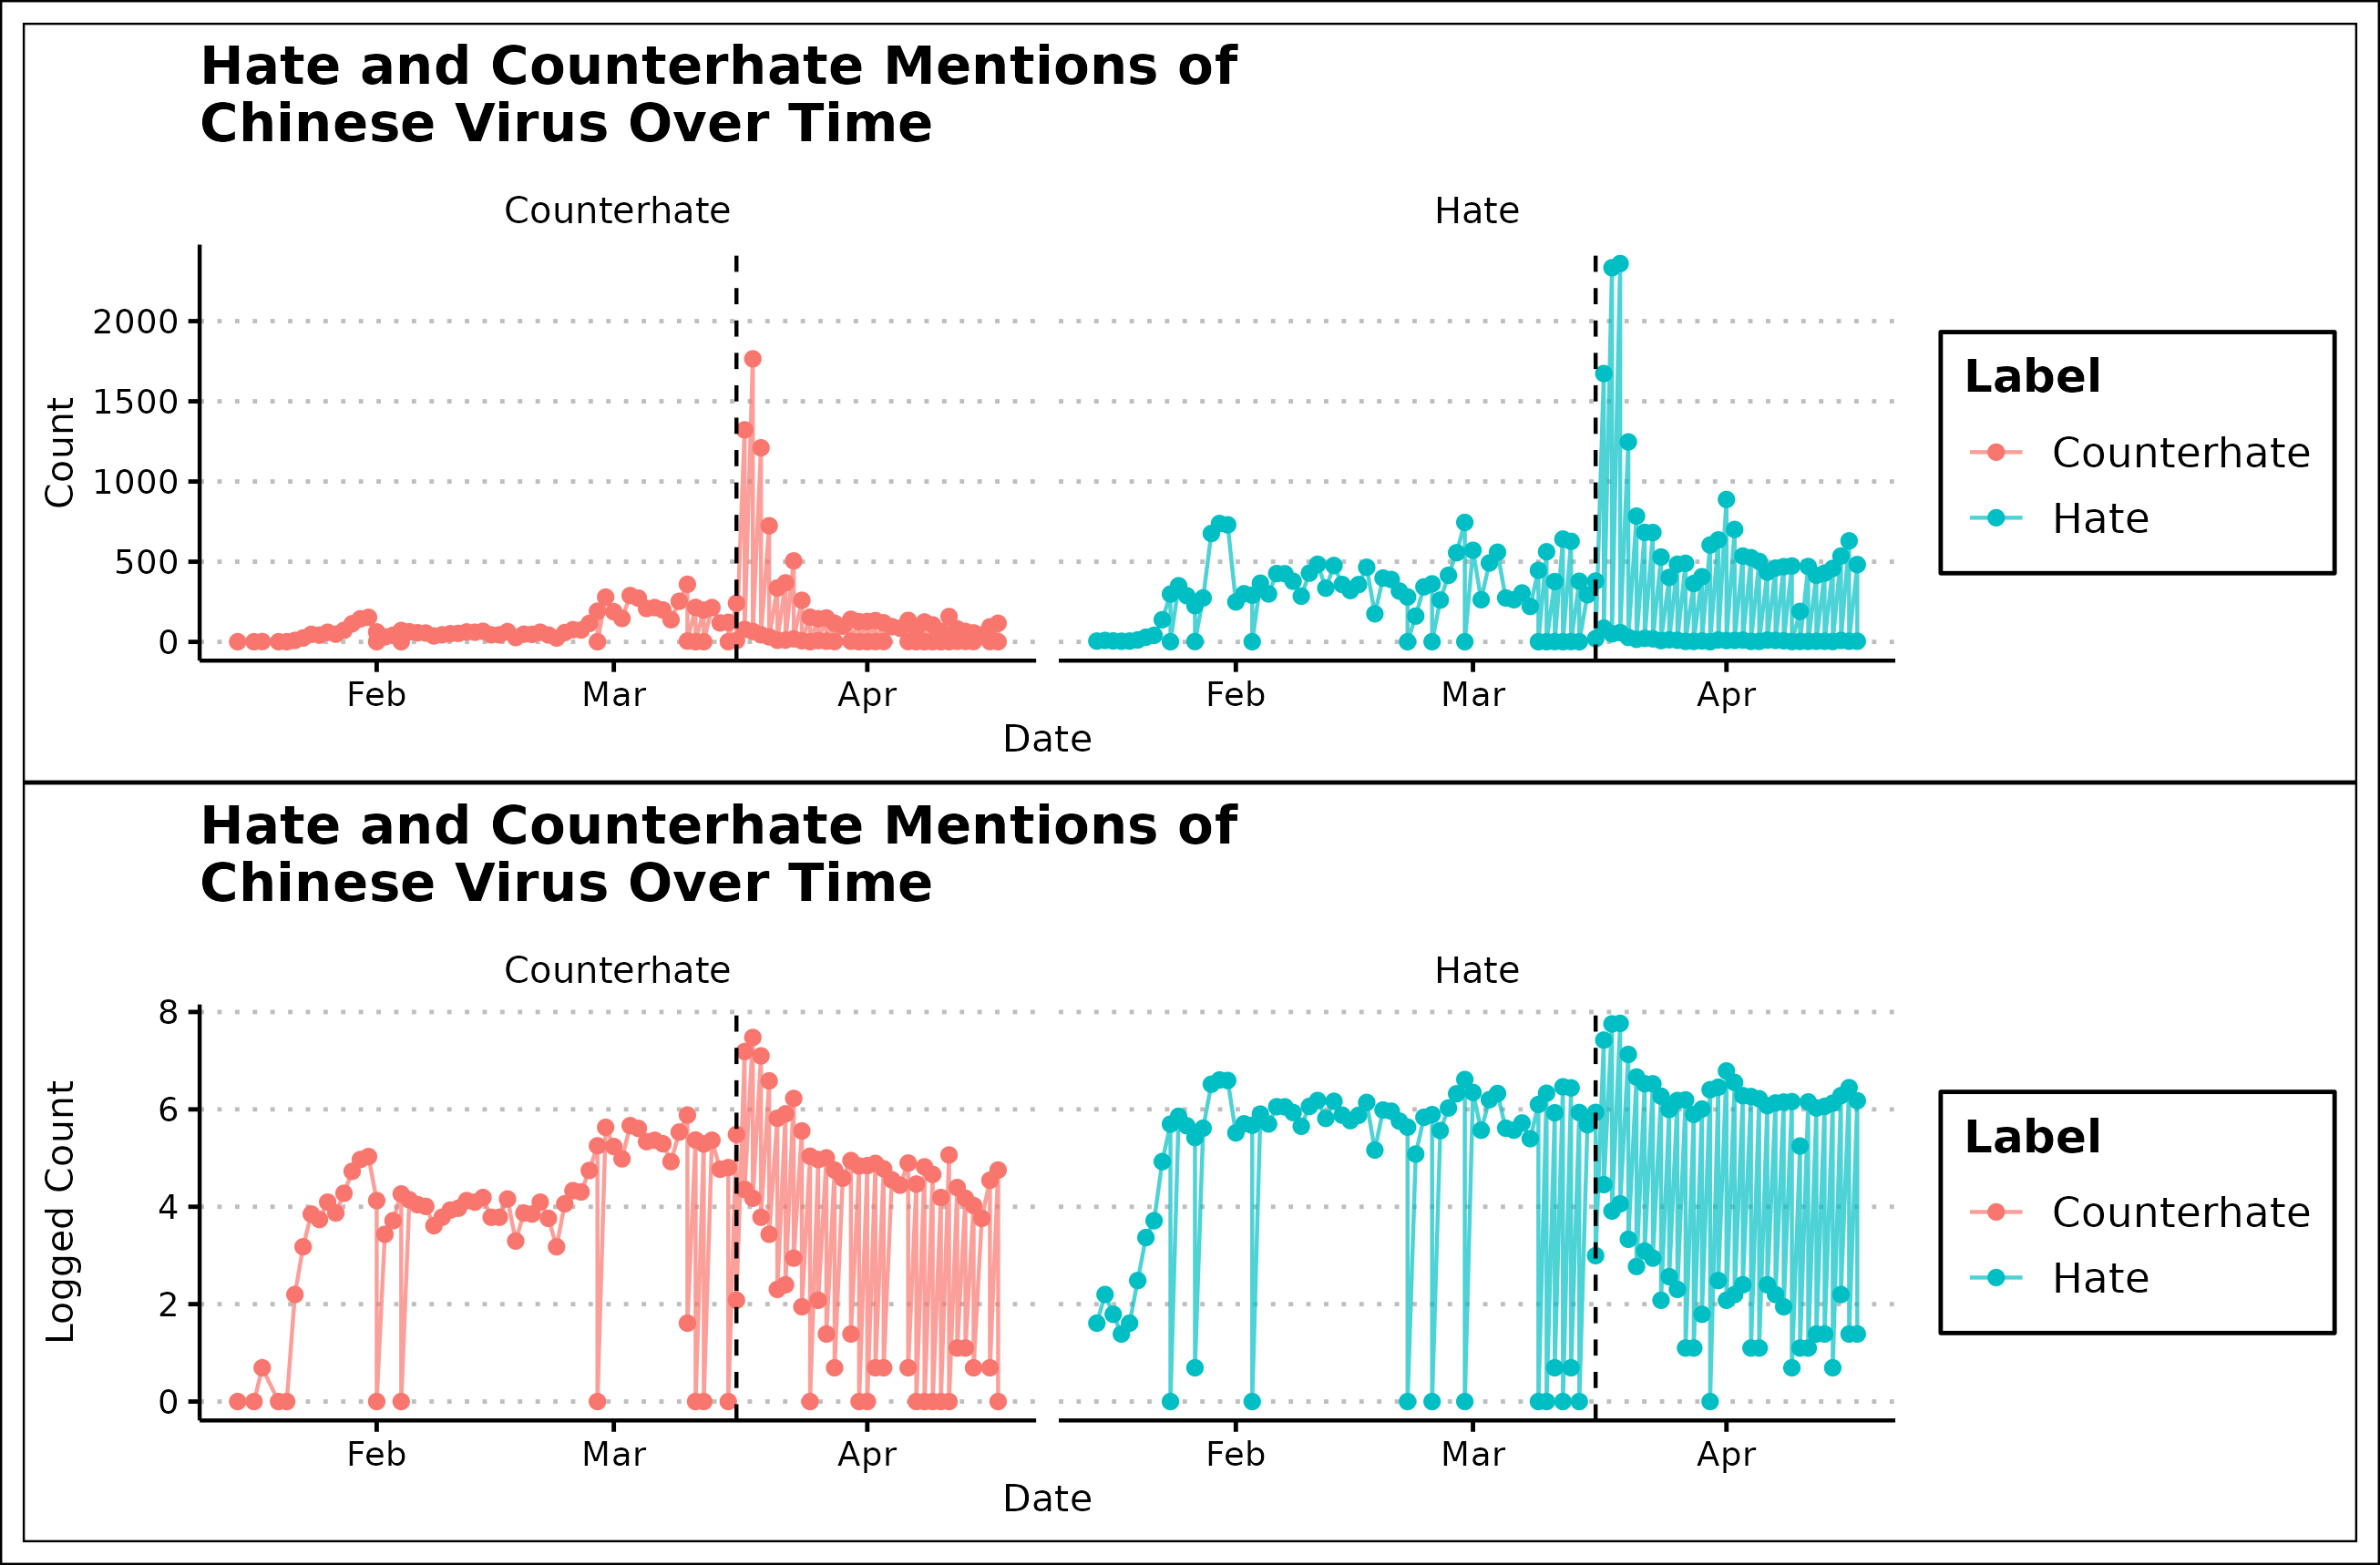 Hate and Counterhate Mentions of
Chinese Virus Over Time
Counterhate
Hate
2000
1500
1000
500
0
Count
Feb
Mar
Apr
Feb
Mar
Apr
Date
Label
Counterhate
Hate
Hate and Counterhate Mentions of
Chinese Virus Over Time
Counterhate
Hate
8
6
4
2
0
Logged Count
Feb
Mar
Apr
Feb
Mar
Apr
Date
Label
Counterhate
Hate